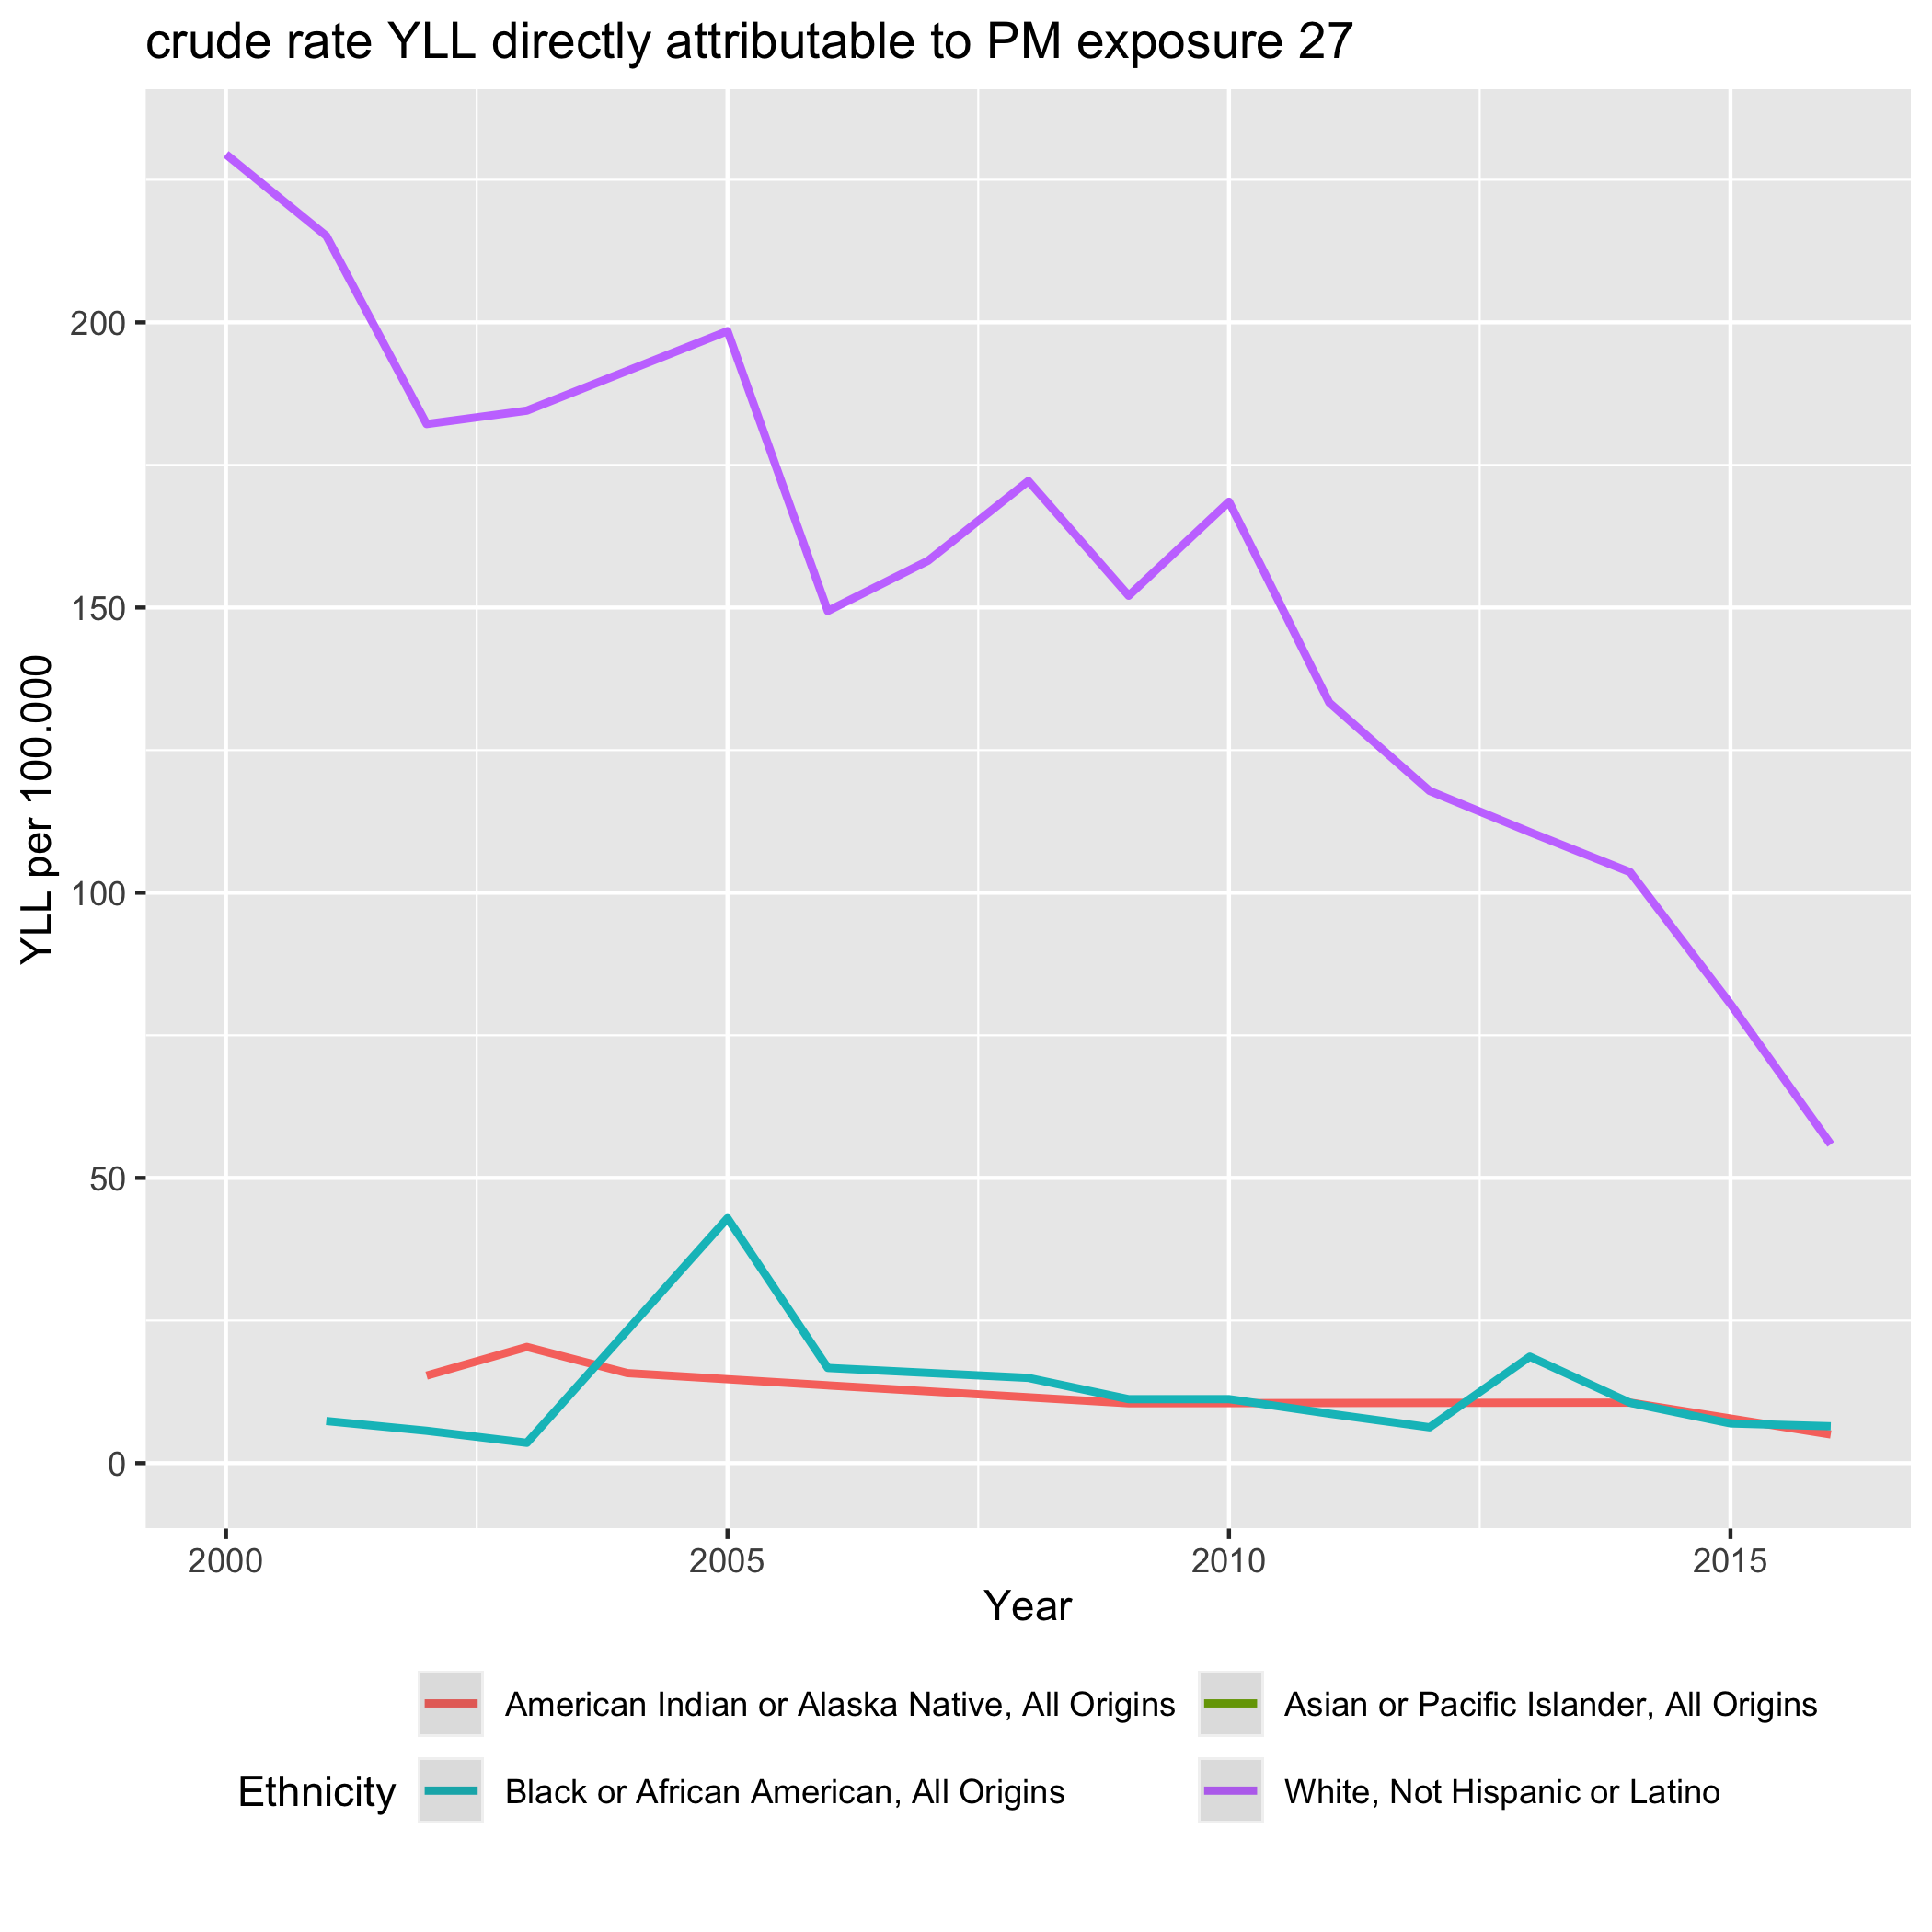 crude rate YLL directly attributable to PM exposure 27
YLL per 100.000
200
150
100
50
0
2000 2005 2010 2015
Year
Ethnicity
American Indian or Alaska Native, All Origins
Asian or Pacific Islander, All Origins
Black or African American, All Origins
White, Not Hispanic or Latino